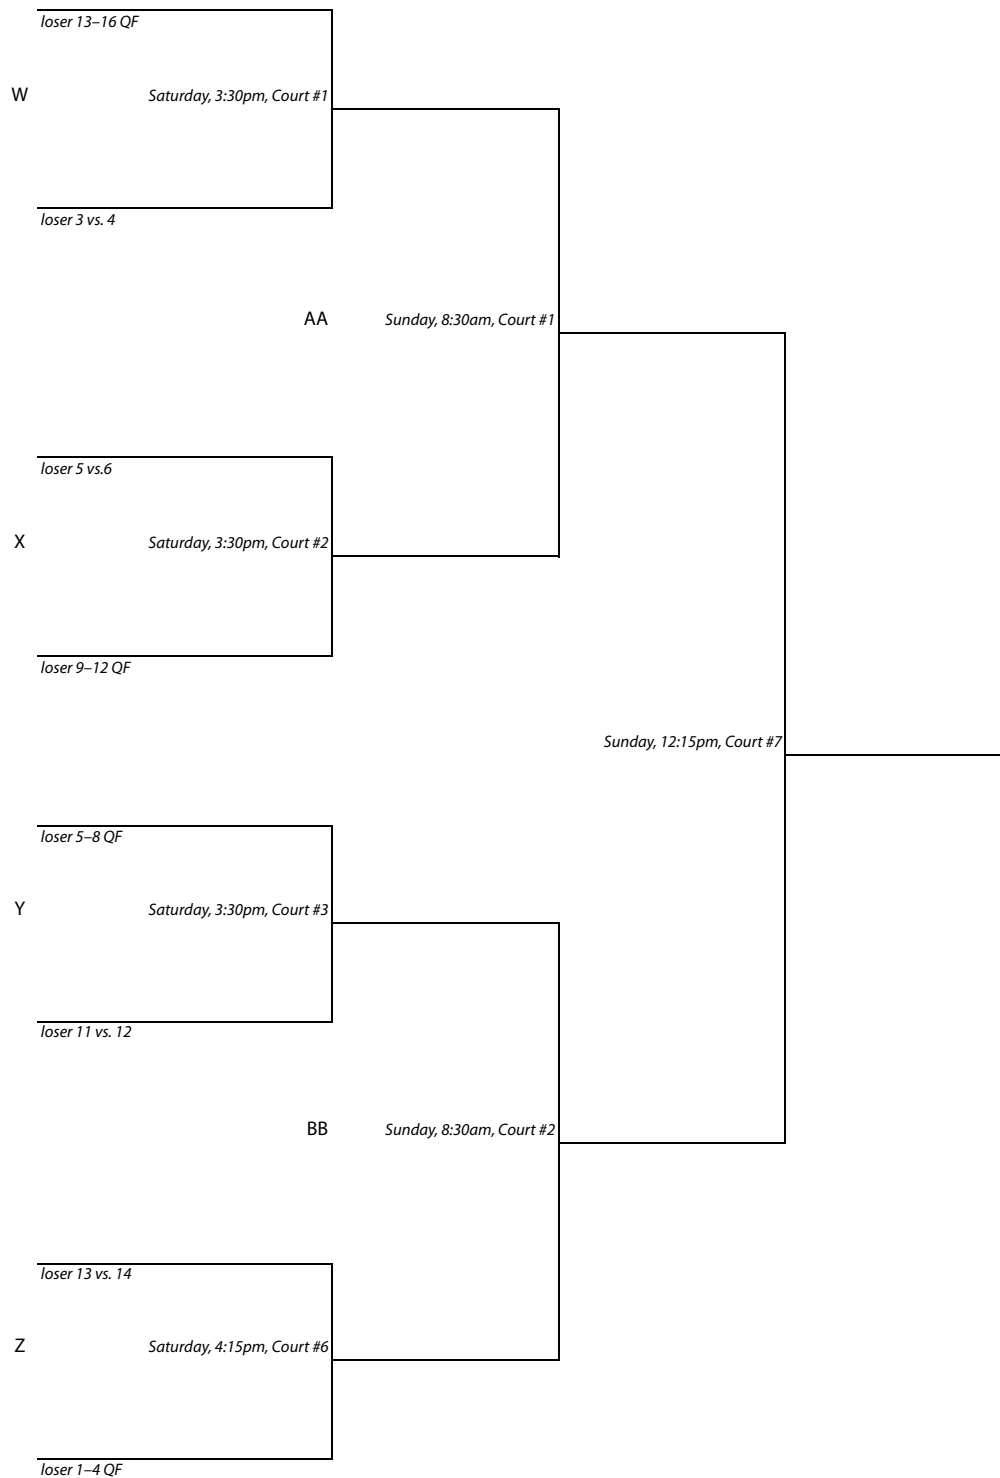 loser 13–16 QF
W
Saturday, 3:30pm, Court #1
loser 3 vs. 4
AA
Sunday, 8:30am, Court #1
loser 5 vs.6
X
Saturday, 3:30pm, Court #2
loser 9–12 QF
Sunday, 12:15pm, Court #7
loser 5–8 QF
Y
Saturday, 3:30pm, Court #3
loser 11 vs. 12
BB
Sunday, 8:30am, Court #2
loser 13 vs. 14
Z
Saturday, 4:15pm, Court #6
loser 1–4 QF